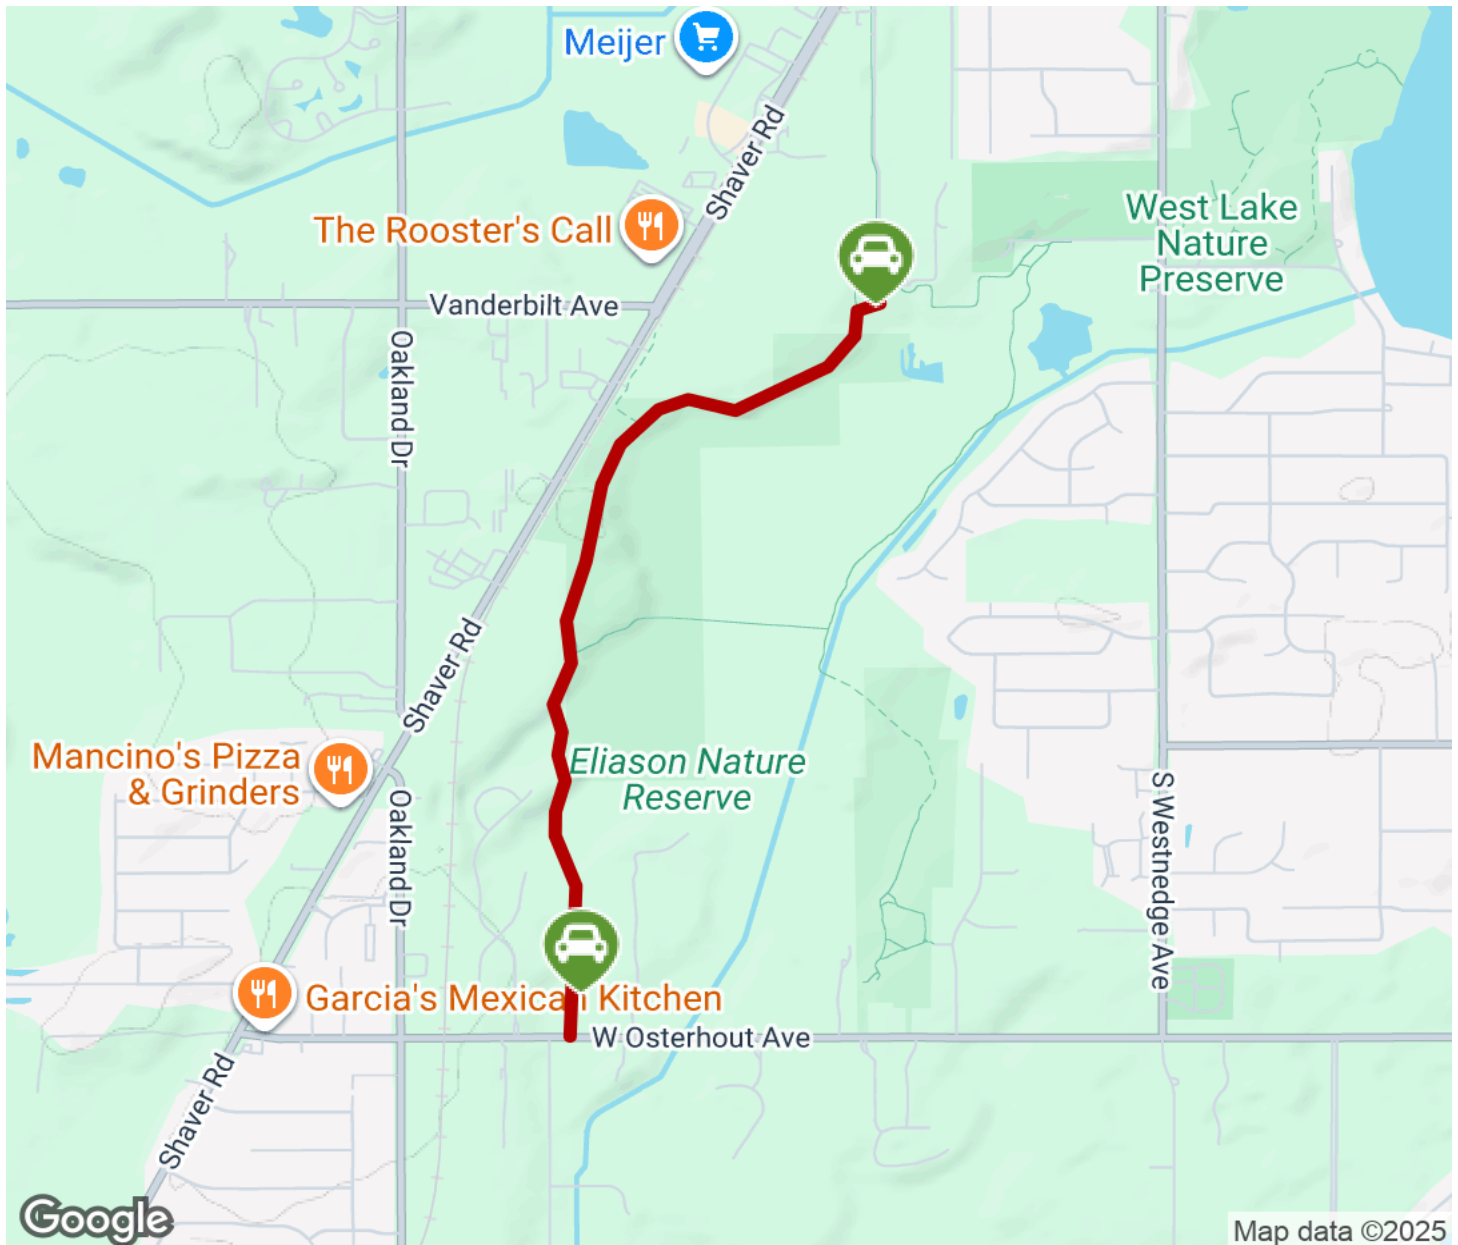 Meijer
Shaver Rd
The Rooster's Call
West Lake
Nature
Preserve
Vanderbilt Ave
Oakland Dr
Shaver Rd
Mancino's Pizza
& Grinders
Eliason Nature
Reserve
Oakland Dr
S Westnedge Ave
Garcia's Mexican Kitchen
W Osterhout Ave
Shaver Rd
Google
Map data ©2025